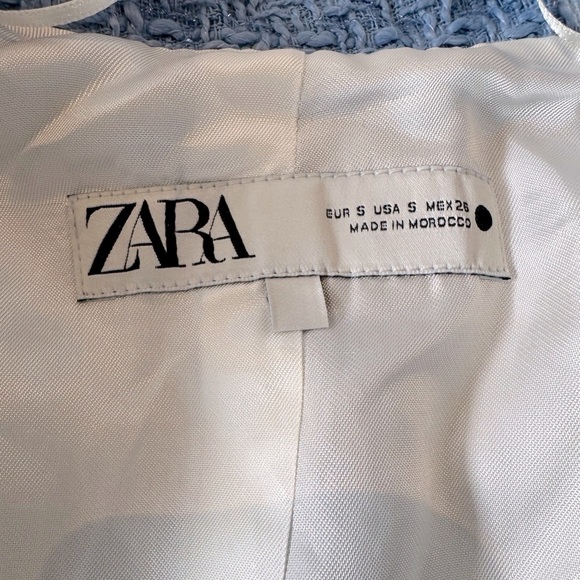 ZARA
EUR S USA S MEX 26
MADE IN MOROCCO